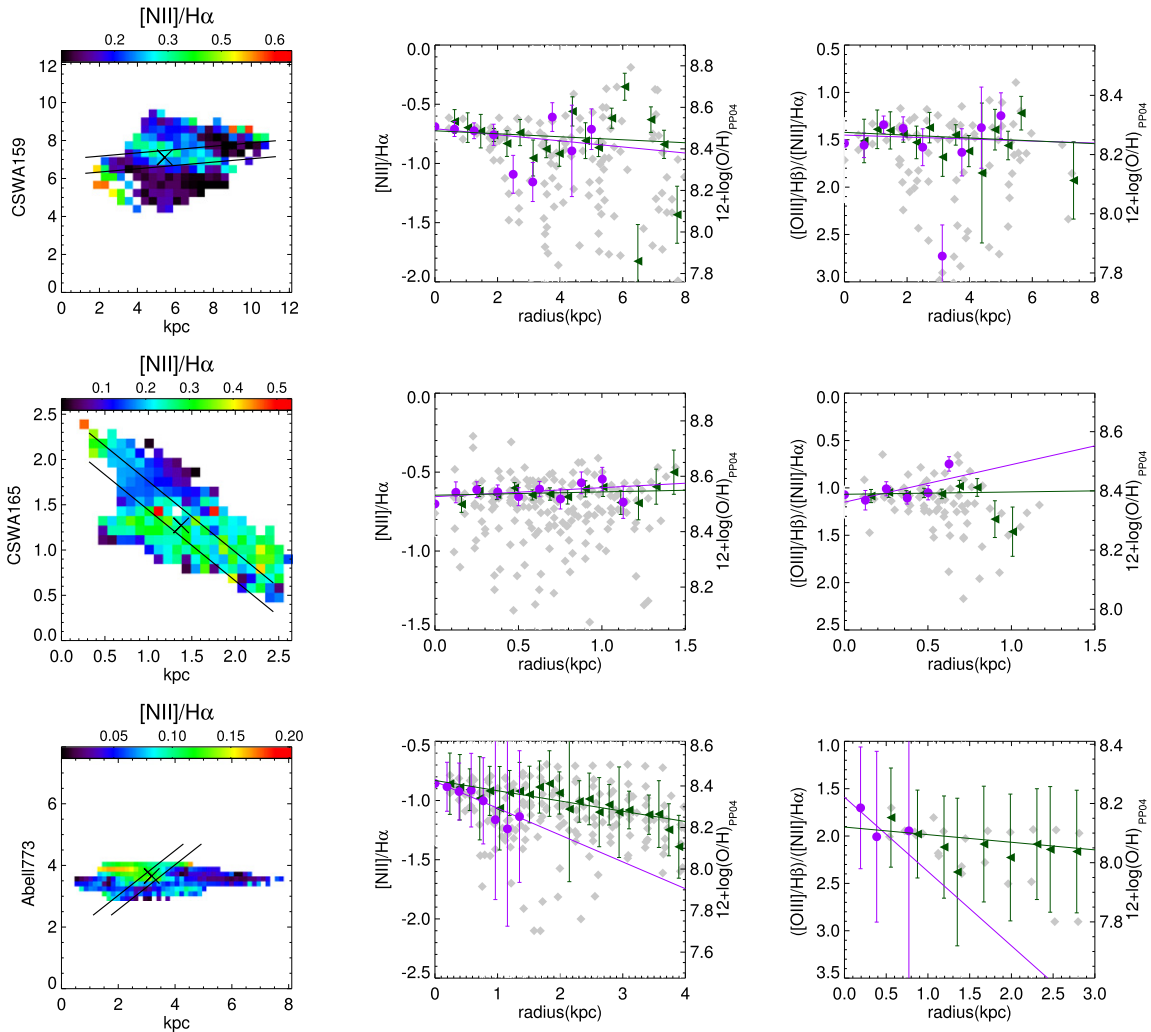 [NII]/Hα
0.2 0.3 0.5 0.6
CSWA159
12
10
8
6
4
2
0
0 2 4 6 8 10 12
kpc
[NII]/Hα
0.0
-0.5
-1.0
-1.5
-2.0
0 2 4 6 8
radius(kpc)
8.8
8.6
8.4
8.2
8.0
7.8
12+log(O/H)PP04
([OIII]/Hβ)/([NII]/Hα)
0.5
1.0
1.5
2.0
2.5
3.0
0 2 4 6 8
radius(kpc)
8.4
8.2
8.0
7.8
12+log(O/H)PP04
[NII]/Hα
0.1 0.2 0.3 0.4 0.5
CSWA165
2.5
2.0
1.5
1.0
0.5
0.0
0.0 0.5 1.0 1.5 2.0 2.5
kpc
[NII]/Hα
0.0
-0.5
-1.0
-1.5
0.0 0.5 1.0 1.5
radius(kpc)
8.8
8.6
8.4
8.2
12+log(O/H)PP04
([OIII]/Hβ)/([NII]/Hα)
0.0
0.5
1.0
1.5
2.0
2.5
0.0 0.5 1.0 1.5
radius(kpc)
8.6
8.4
8.2
8.0
12+log(O/H)PP04
[NII]/Hα
0.05 0.10 0.15 0.20
Abell773
6
4
2
0
0 2 4 6 8
kpc
[NII]/Hα
-0.5
-1.0
-1.5
-2.0
-2.5
0 1 2 3 4
radius(kpc)
8.6
8.4
8.2
8.0
7.8
7.6
12+log(O/H)PP04
([OIII]/Hβ)/([NII]/Hα)
1.0
1.5
2.0
2.5
3.0
3.5
0.0 0.5 1.0 1.5 2.0 2.5 3.0
radius(kpc)
8.4
8.2
8.0
7.8
12+log(O/H)PP04